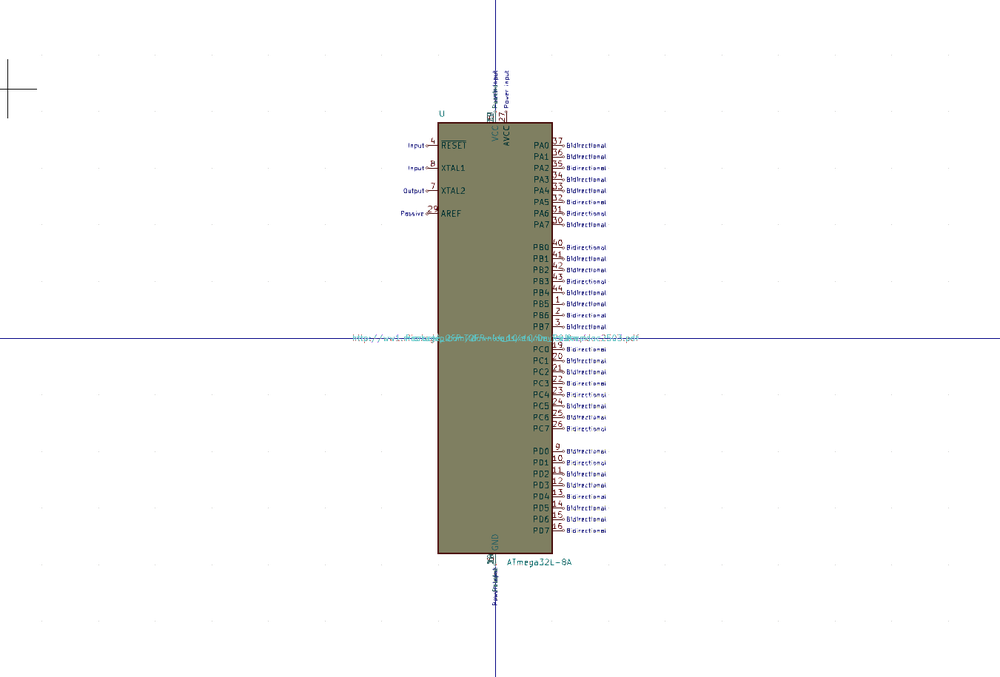 Power input
27
U
VCC
AVCC
Input 4 RESET
PA0 37 Bidirectional
PA1 36 Bidirectional
Input 8 XTAL1
PA2 35 Bidirectional
PA3 34 Bidirectional
Output 7 XTAL2
PA4 33 Bidirectional
PA5 32 Bidirectional
Passive 29 AREF
PA6 31 Bidirectional
PA7 30 Bidirectional
PB0 40 Bidirectional
PB1 41 Bidirectional
PB2 42 Bidirectional
PB3 43 Bidirectional
PB4 44 Bidirectional
PB5 1 Bidirectional
PB6 2 Bidirectional
PB7 3 Bidirectional
PC0 19 Bidirectional
PC1 20 Bidirectional
PC2 21 Bidirectional
PC3 22 Bidirectional
PC4 23 Bidirectional
PC5 24 Bidirectional
PC6 25 Bidirectional
PC7 26 Bidirectional
PD0 9 Bidirectional
PD1 10 Bidirectional
PD2 11 Bidirectional
PD3 12 Bidirectional
PD4 13 Bidirectional
PD5 14 Bidirectional
PD6 15 Bidirectional
PD7 16 Bidirectional
GND
ATmega32L-8A